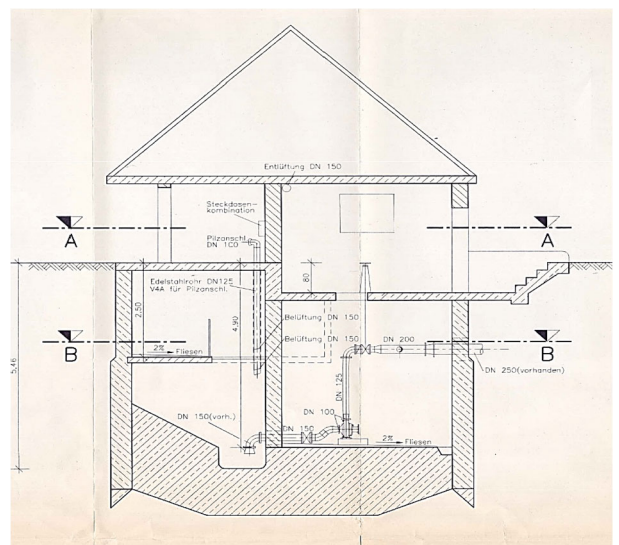 Entlüftung DN 150
Steckdosen-
kombination
A
A
Pilzanschl.
DN 100
Edelstahlrohr DN125
V4A für Pilzanschl.
80
2,50
4,90
Belüftung DN 150
Belüftung DN 150
B
B
2%
Fliesen
DN 200
5,46
DN 250(vorhanden)
DN 125
DN 150(vorh.)
DN 100
DN 150
2%
Fliesen